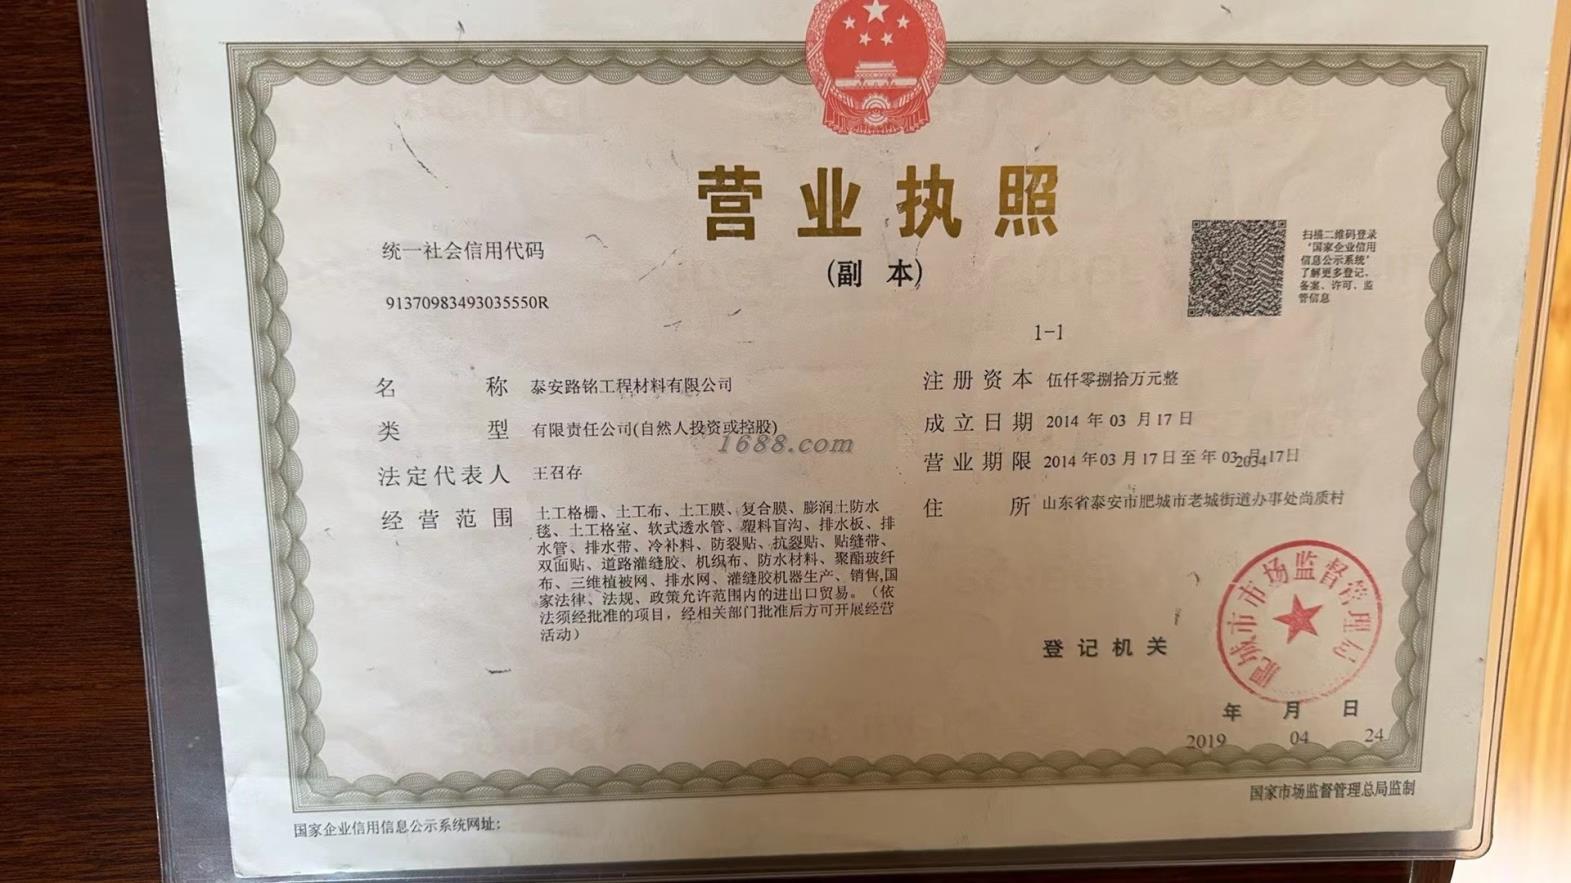 营业执照
(副 本)
统一社会信用代码
91370983493035550R
扫描二维码登录
‘国家企业信用
信息公示系统’
了解更多登记、
备案、许可、监
管信息
1-1
名 称 泰安路铭工程材料有限公司
类 型 有限责任公司(自然人投资或控股)
法定代表人 王召存
经营范围 土工格栅、土工布、土工膜、复合膜、膨润土防水
毯、土工格室、软式透水管、塑料盲沟、排水板、排
水管、排水带、冷补料、防裂贴、抗裂贴、贴缝带、
双面贴、道路灌缝胶、机织布、防水材料、聚酯玻纤
布、三维植被网、排水网、灌缝胶机器生产、销售,国
家法律、法规、政策允许范围内的进出口贸易。（依
法须经批准的项目，经相关部门批准后方可开展经营
活动）
注册资本 伍仟零捌拾万元整
成立日期 2014 年 03 月 17 日
营业期限 2014 年 03 月 17 日 至 年 03 月 17 日
2034
住 所 山东省泰安市肥城市老城街道办事处尚质村
1688.com
登记机关
肥城市市场监督管理局
年 月 日
2019 04 24
国家企业信用信息公示系统网址:
国家市场监督管理总局监制